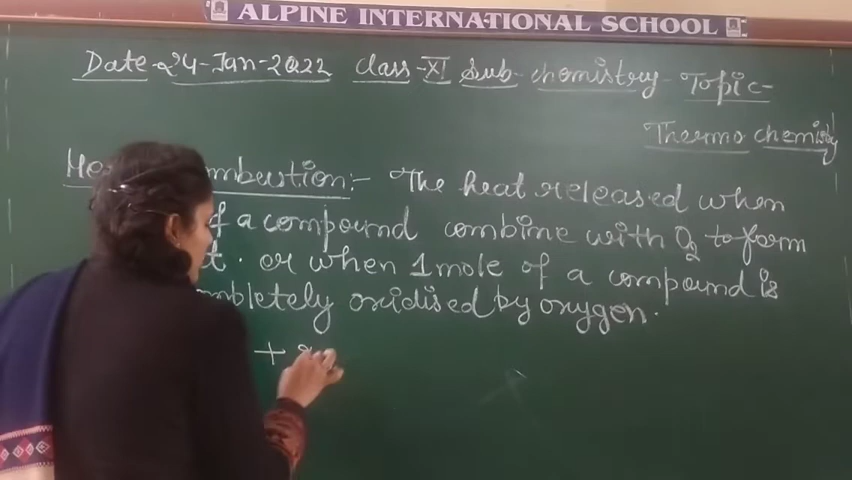 ALPINE INTERNATIONAL SCHOOL
Date-24-Jan-2022 Class-XI Sub-chemistry-Topic-
Thermo chemistry
mbustion:- The heat released when
of a compound combine with O2 to form
t. or when 1 mole of a compound is
mpletely oxidised by oxygen.
+